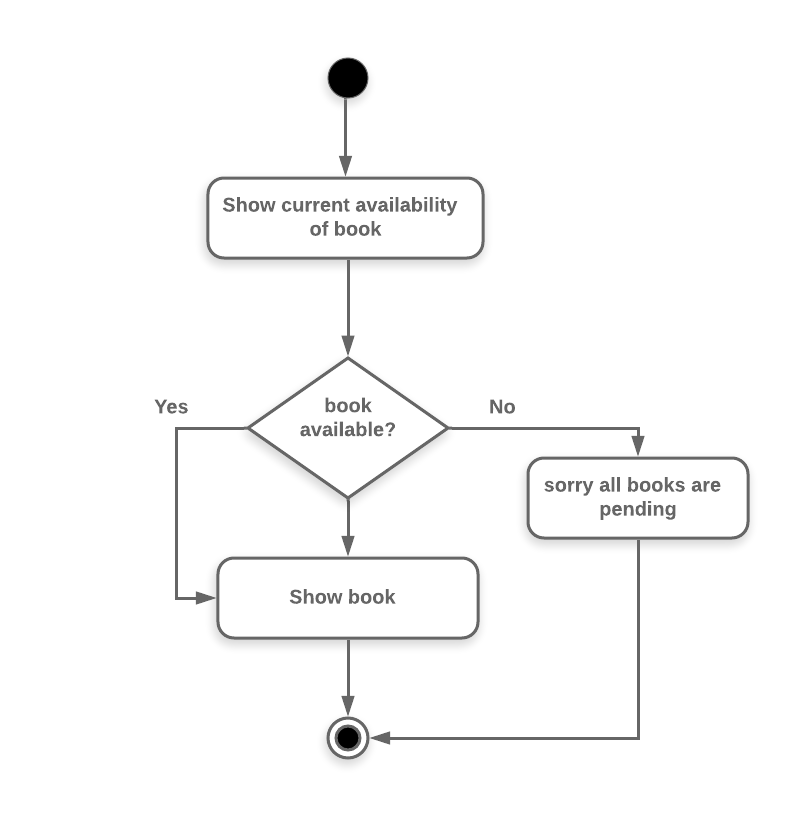 Show current availability
of book
Yes
book
available?
No
sorry all books are
pending
Show book